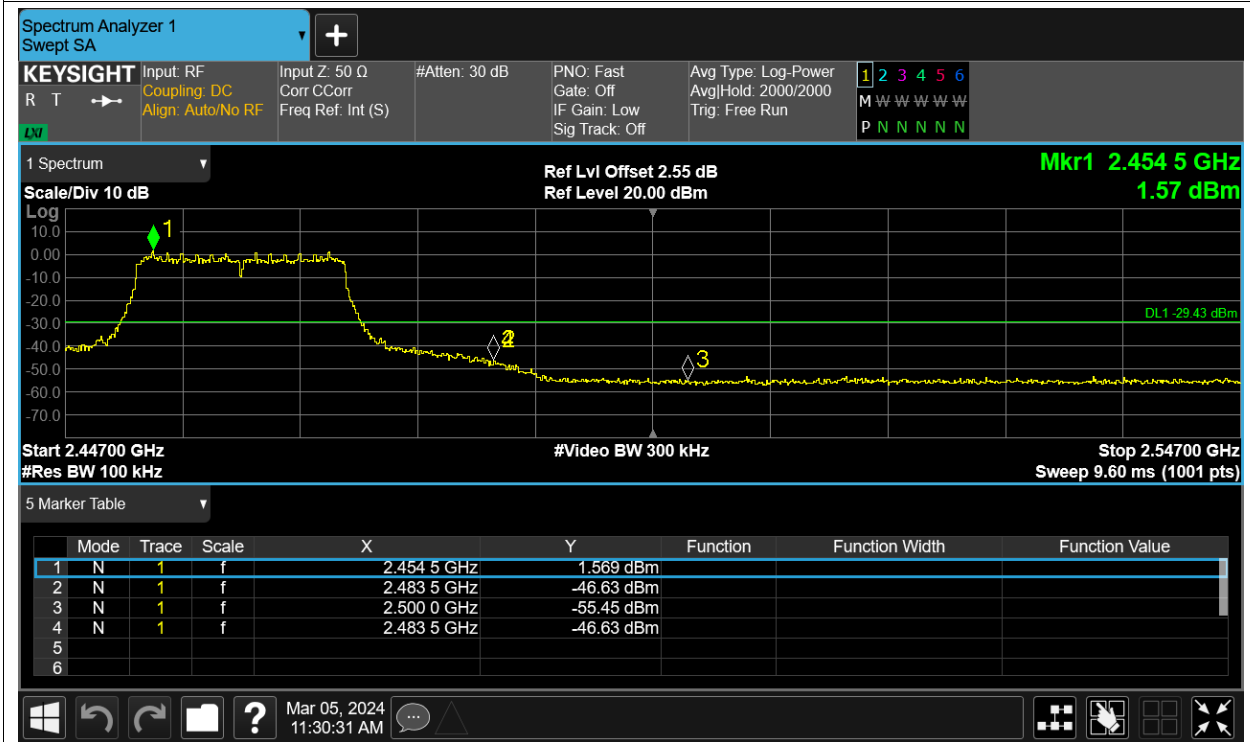 Spectrum Analyzer 1
Swept SA
KEYSIGHT
R T
LXI
Input: RF
Coupling: DC
Align: Auto/No RF
Input Z: 50 Ω
Corr CCorr
Freq Ref: Int (S)
#Atten: 30 dB
PNO: Fast
Gate: Off
IF Gain: Low
Sig Track: Off
Avg Type: Log-Power
Avg|Hold: 2000/2000
Trig: Free Run
1 2 3 4 5 6
M W W W W W
P N N N N N
1 Spectrum
Scale/Div 10 dB
Ref Lvl Offset 2.55 dB
Ref Level 20.00 dBm
Mkr1 2.454 5 GHz
1.57 dBm
Log
10.0
0.00
-10.0
-20.0
-30.0
-40.0
-50.0
-60.0
-70.0
1
2
3
4
DL1 -29.43 dBm
Start 2.44700 GHz
#Video BW 300 kHz
Stop 2.54700 GHz
#Res BW 100 kHz
Sweep 9.60 ms (1001 pts)
5 Marker Table
Mode Trace Scale X Y Function Function Width Function Value
1 N 1 f 2.454 5 GHz 1.569 dBm
2 N 1 f 2.483 5 GHz -46.63 dBm
3 N 1 f 2.500 0 GHz -55.45 dBm
4 N 1 f 2.483 5 GHz -46.63 dBm
5
6
?
Mar 05, 2024
11:30:31 AM